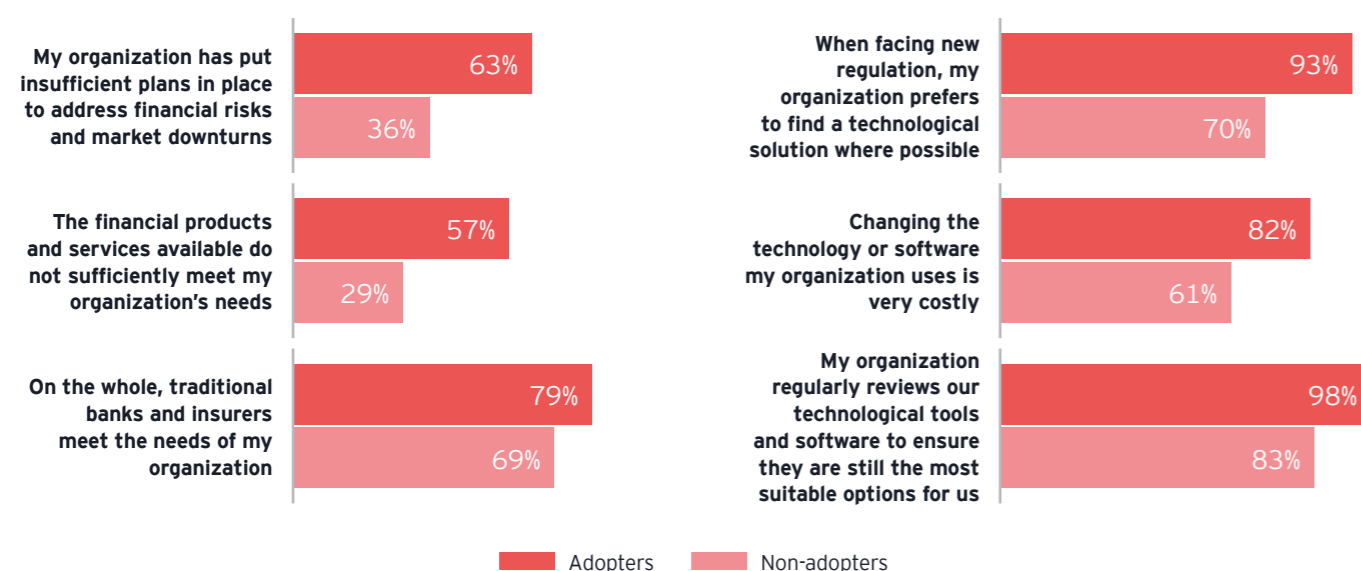 My organization has put
insufficient plans in place
to address financial risks
and market downturns
63%
36%
The financial products
and services available do
not sufficiently meet my
organization's needs
57%
29%
On the whole, traditional
banks and insurers
meet the needs of my
organization
79%
69%
When facing new
regulation, my
organization prefers
to find a technological
solution where possible
93%
70%
Changing the
technology or software
my organization uses is
very costly
82%
61%
My organization
regularly reviews our
technological tools
and software to ensure
they are still the most
suitable options for us
98%
83%
Adopters
Non-adopters